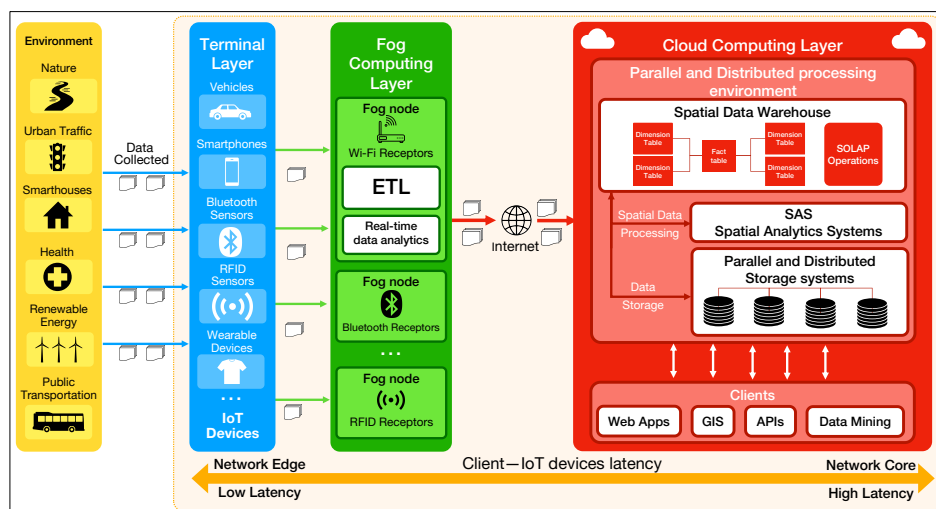 Environment
Nature
Urban Traffic
Smarthouses
Health
Renewable
Energy
Public
Transportation
Data
Collected
Terminal
Layer
Vehicles
Smartphones
Bluetooth
Sensors
RFID
Sensors
Wearable
Devices
...
IoT
Devices
Fog
Computing
Layer
Fog node
Wi-Fi Receptors
ETL
Real-time
data analytics
Fog node
Bluetooth Receptors
...
Fog node
RFID Receptors
Internet
Cloud Computing Layer
Parallel and Distributed processing
environment
Spatial Data Warehouse
Dimension
Table
Dimension
Table
Fact
table
Dimension
Table
Dimension
Table
SOLAP
Operations
Spatial Data
Processing
SAS
Spatial Analytics Systems
Data
Storage
Parallel and Distributed
Storage systems
Clients
Web Apps
GIS
APIs
Data Mining
Network Edge
Client—IoT devices latency
Network Core
Low Latency
High Latency